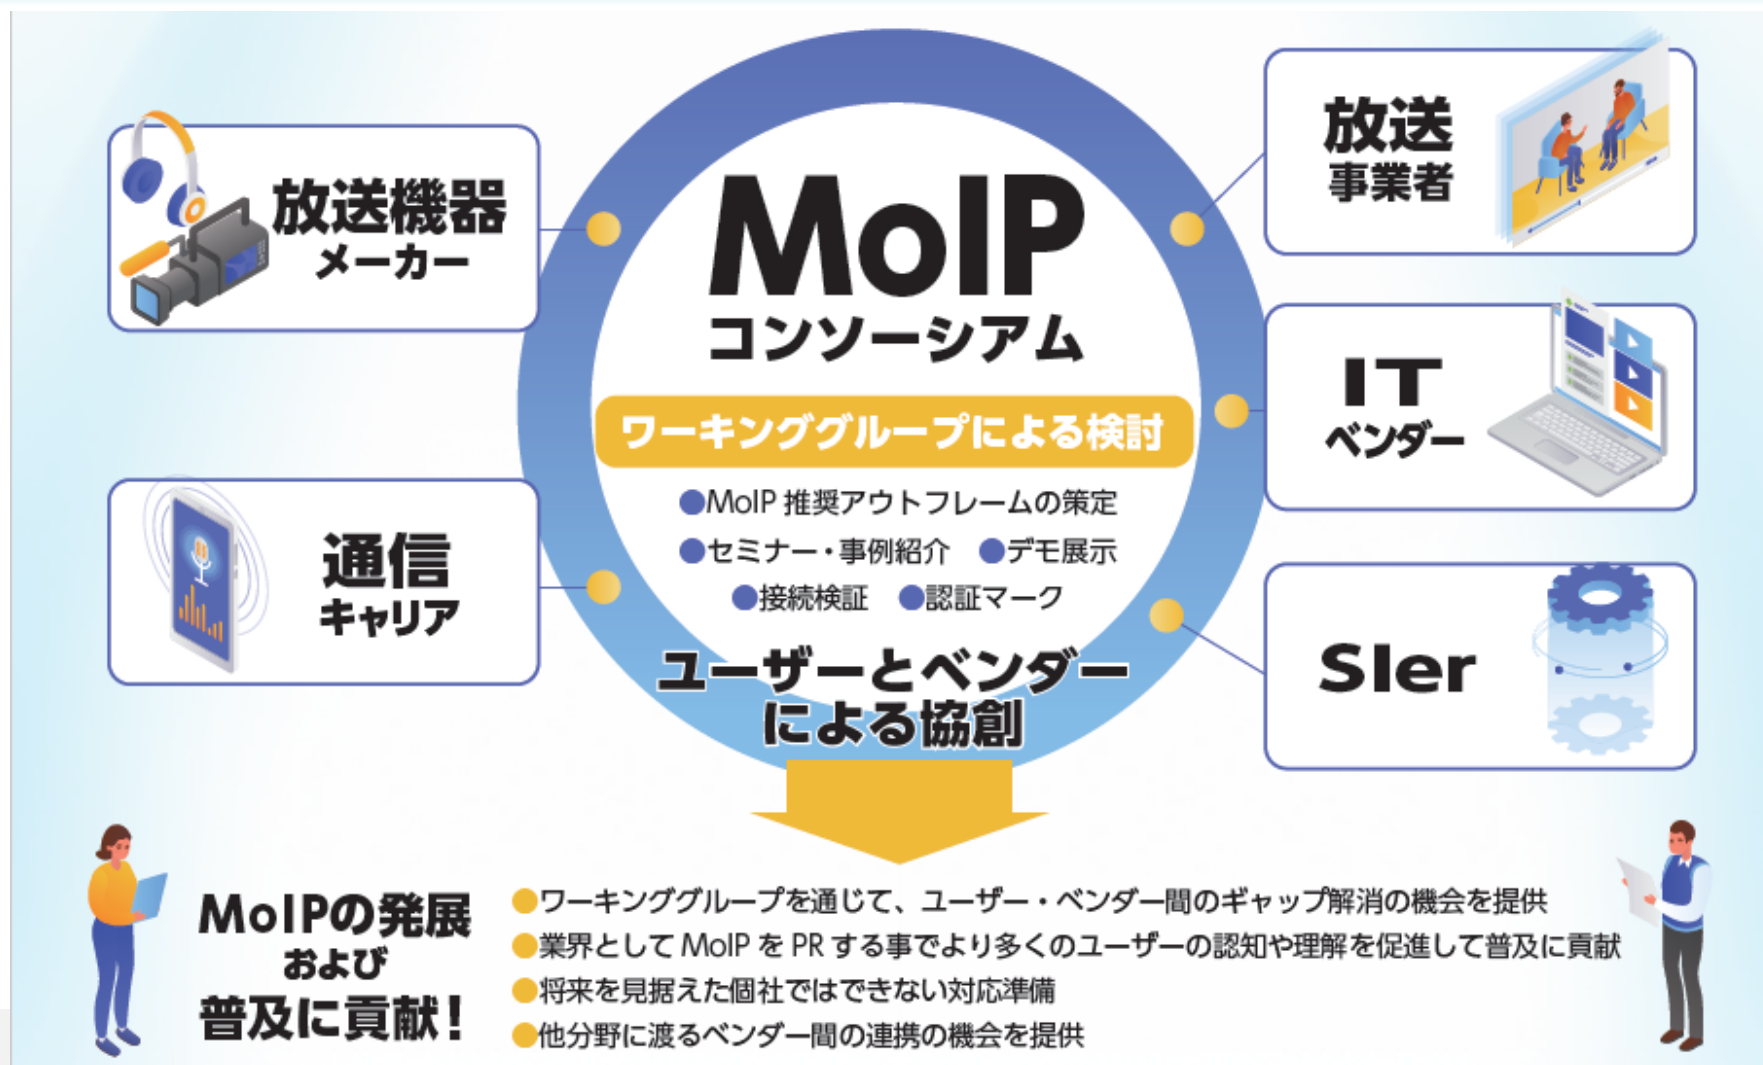 放送機器
メーカー
通信
キャリア
MoIP
コンソーシアム
ワーキンググループによる検討
●MoIP 推奨アウトフレームの策定
●セミナー・事例紹介 ●デモ展示
●接続検証 ●認証マーク
ユーザーとベンダー
による協創
放送
事業者
IT
ベンダー
SIer
MoIPの発展
および
普及に貢献!
●ワーキンググループを通じて、ユーザー・ベンダー間のギャップ解消の機会を提供
●業界として MoIP を PR する事でより多くのユーザーの認知や理解を促進して普及に貢献
●将来を見据えた個社ではできない対応準備
●他分野に渡るベンダー間の連携の機会を提供